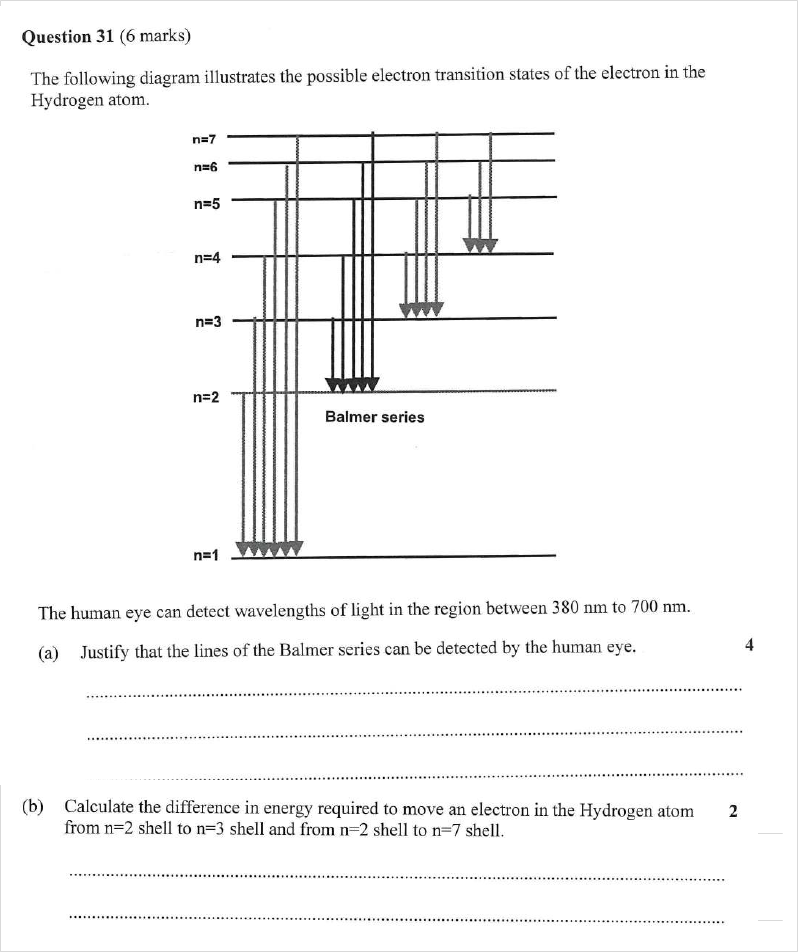 Question 31 (6 marks)
The following diagram illustrates the possible electron transition states of the electron in the
Hydrogen atom.
n=7
n=6
n=5
n=4
n=3
n=2
Balmer series
n=1
The human eye can detect wavelengths of light in the region between 380 nm to 700 nm.
(a) Justify that the lines of the Balmer series can be detected by the human eye. 4
(b) Calculate the difference in energy required to move an electron in the Hydrogen atom 2
from n=2 shell to n=3 shell and from n=2 shell to n=7 shell.